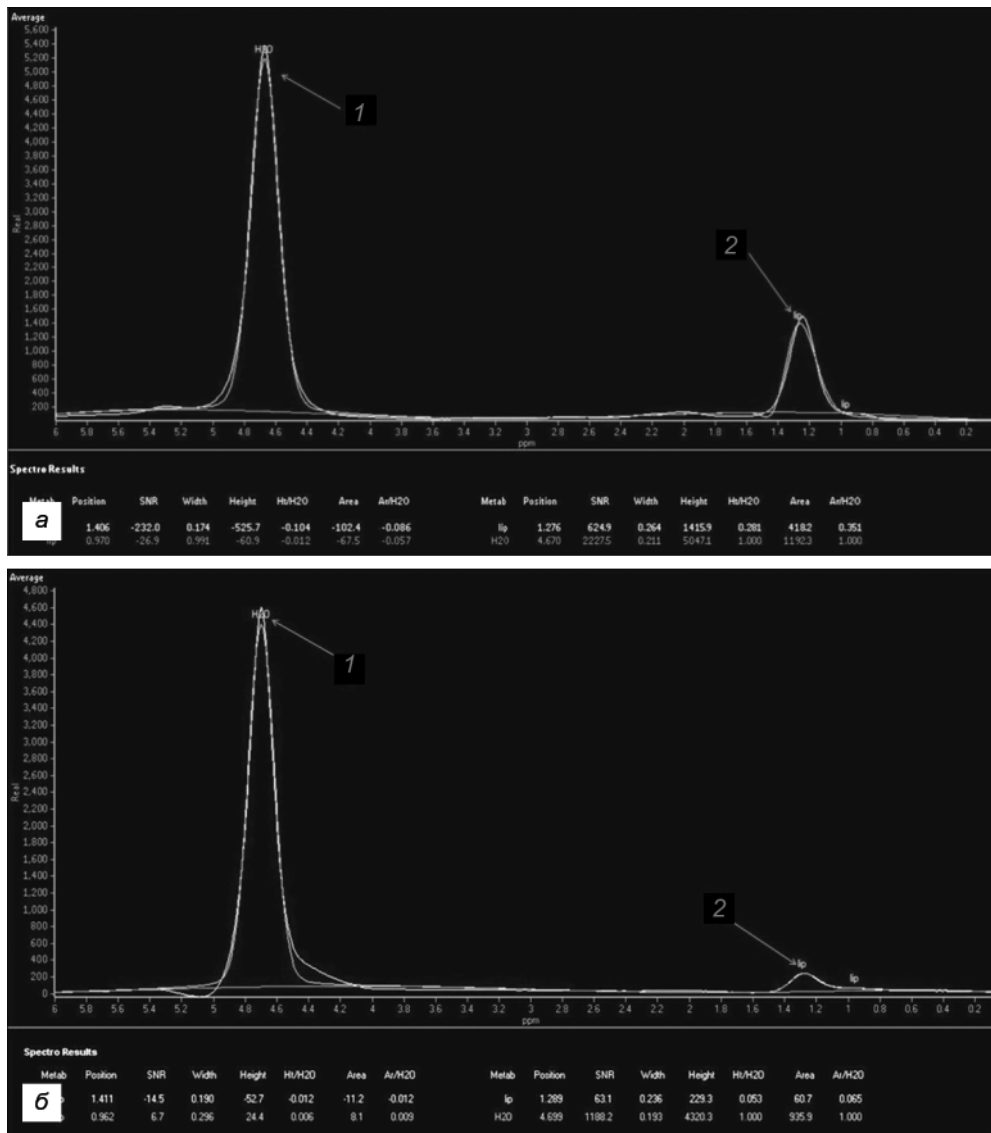 Average
5,600
5,400
5,200
5,000
4,800
4,600
4,400
4,200
4,000
3,800
3,600
3,400
3,200
3,000
2,800
2,600
2,400
2,200
2,000
1,800
1,600
1,400
1,200
1,000
800
600
400
200
Real
H2O
1
2
lip
lip
6 5.8 5.6 5.4 5.2 5 4.8 4.6 4.4 4.2 4 3.8 3.6 3.4 3.2 3 2.8 2.6 2.4 2.2 2 1.8 1.6 1.4 1.2 1 0.8 0.6 0.4 0.2
ppm
Spectro Results
Metab Position SNR Width Height Ht/H2O Area Ar/H2O Metab Position SNR Width Height Ht/H2O Area Ar/H2O
а
1.406 -232.0 0.174 -525.7 -0.104 -102.4 -0.086 lip 1.276 624.9 0.264 1415.9 0.281 418.2 0.351
0.970 -26.9 0.991 -60.9 -0.012 -67.5 -0.057 H2O 4.670 2227.5 0.211 5047.1 1.000 1192.3 1.000
Average
4,800
4,600
4,400
4,200
4,000
3,800
3,600
3,400
3,200
3,000
2,800
2,600
2,400
2,200
2,000
1,800
1,600
1,400
1,200
1,000
800
600
400
200
0
Real
H2O
1
2
lip
lip
6 5.8 5.6 5.4 5.2 5 4.8 4.6 4.4 4.2 4 3.8 3.6 3.4 3.2 3 2.8 2.6 2.4 2.2 2 1.8 1.6 1.4 1.2 1 0.8 0.6 0.4 0.2
ppm
Spectro Results
Metab Position SNR Width Height Ht/H2O Area Ar/H2O Metab Position SNR Width Height Ht/H2O Area Ar/H2O
б
1.411 -14.5 0.190 -52.7 -0.012 -11.2 -0.012 lip 1.289 63.1 0.236 229.3 0.053 60.7 0.065
0.962 6.7 0.296 24.4 0.006 8.1 0.009 H2O 4.699 1188.2 0.193 4320.3 1.000 935.9 1.000